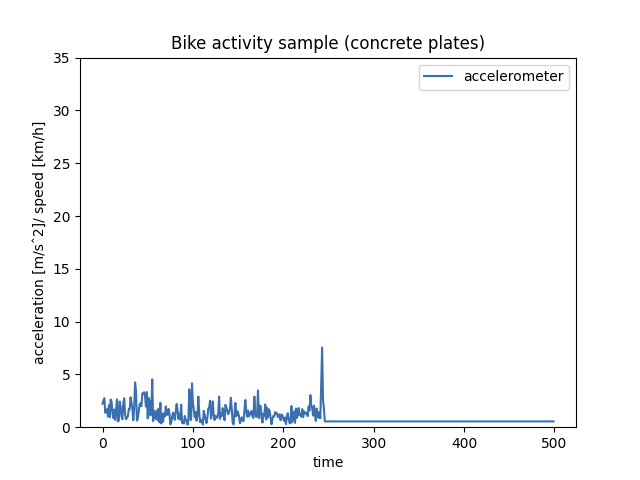 Bike activity sample (concrete plates)
accelerometer
acceleration [m/sˆ2]/ speed [km/h]
35
30
25
20
15
10
5
0
0 100 200 300 400 500
time